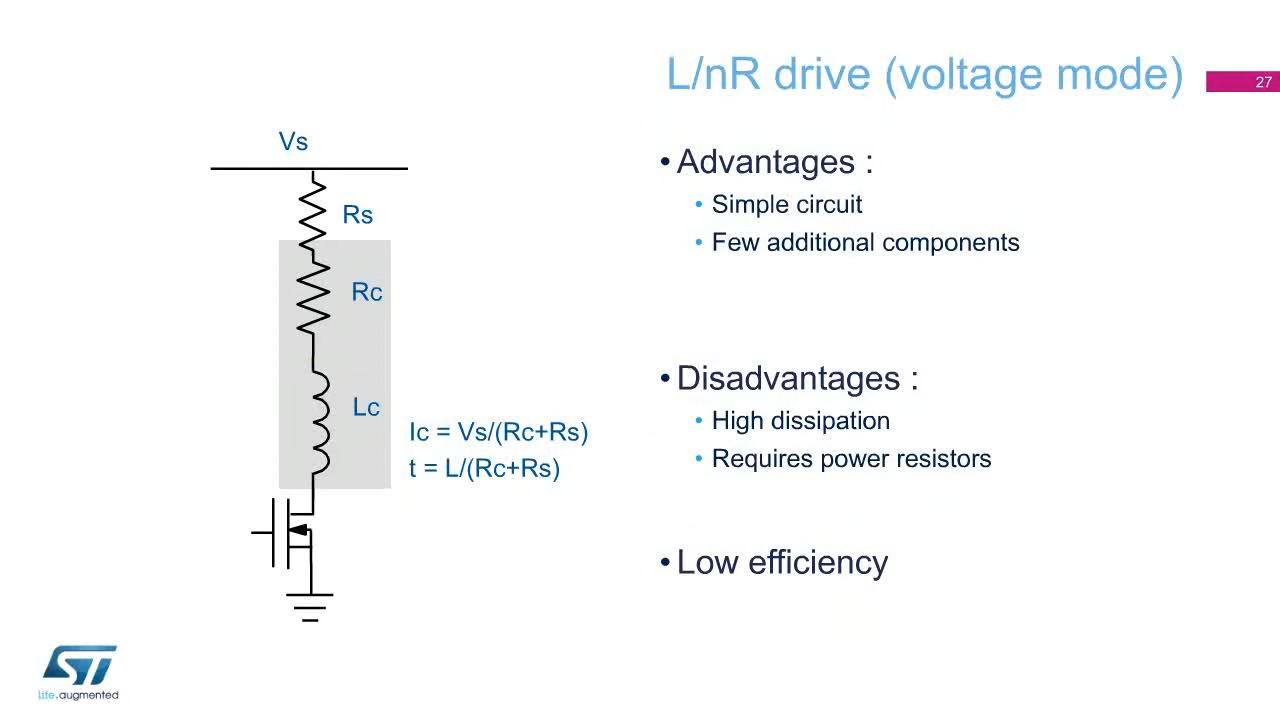 L/nR drive (voltage mode)
27
Vs
Rs
Rc
Lc
Ic = Vs/(Rc+Rs)
t = L/(Rc+Rs)
• Advantages :
• Simple circuit
• Few additional components
• Disadvantages :
• High dissipation
• Requires power resistors
• Low efficiency
ST
life.augmented